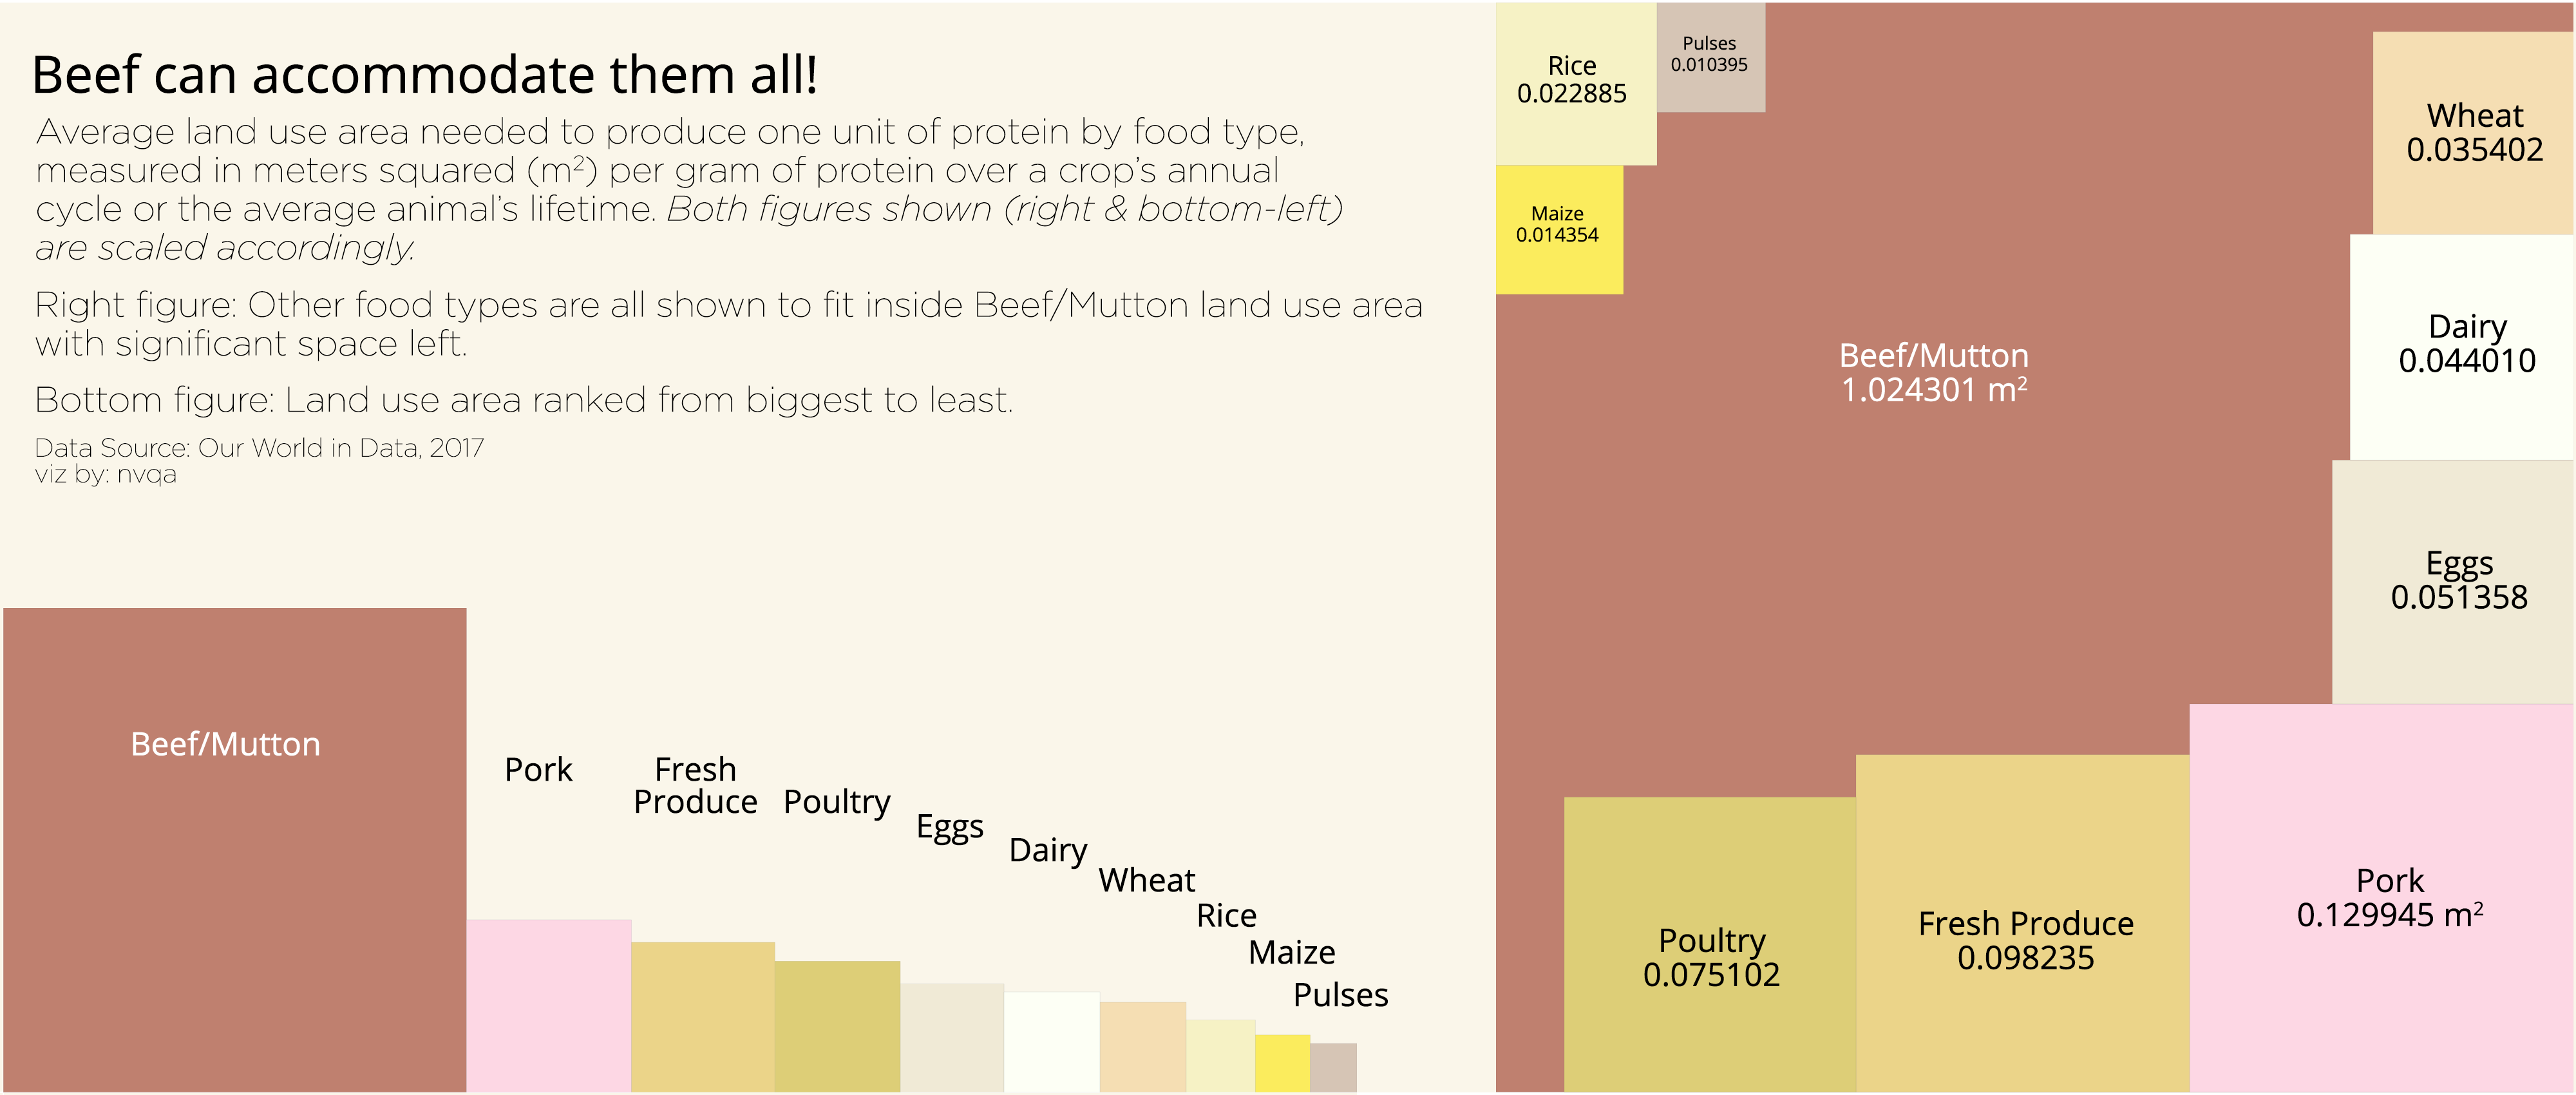 Beef can accommodate them all!
Average land use area needed to produce one unit of protein by food type,
measured in meters squared (m²) per gram of protein over a crop’s annual
cycle or the average animal’s lifetime. Both figures shown (right & bottom-left)
are scaled accordingly.
Right figure: Other food types are all shown to fit inside Beef/Mutton land use area
with significant space left.
Bottom figure: Land use area ranked from biggest to least.
Data Source: Our World in Data, 2017
viz by: nvqa
Beef/Mutton
Pork
Fresh
Produce
Poultry
Eggs
Dairy
Wheat
Rice
Maize
Pulses
Rice
0.022885
Pulses
0.010395
Maize
0.014354
Beef/Mutton
1.024301 m²
Wheat
0.035402
Dairy
0.044010
Eggs
0.051358
Poultry
0.075102
Fresh Produce
0.098235
Pork
0.129945 m²